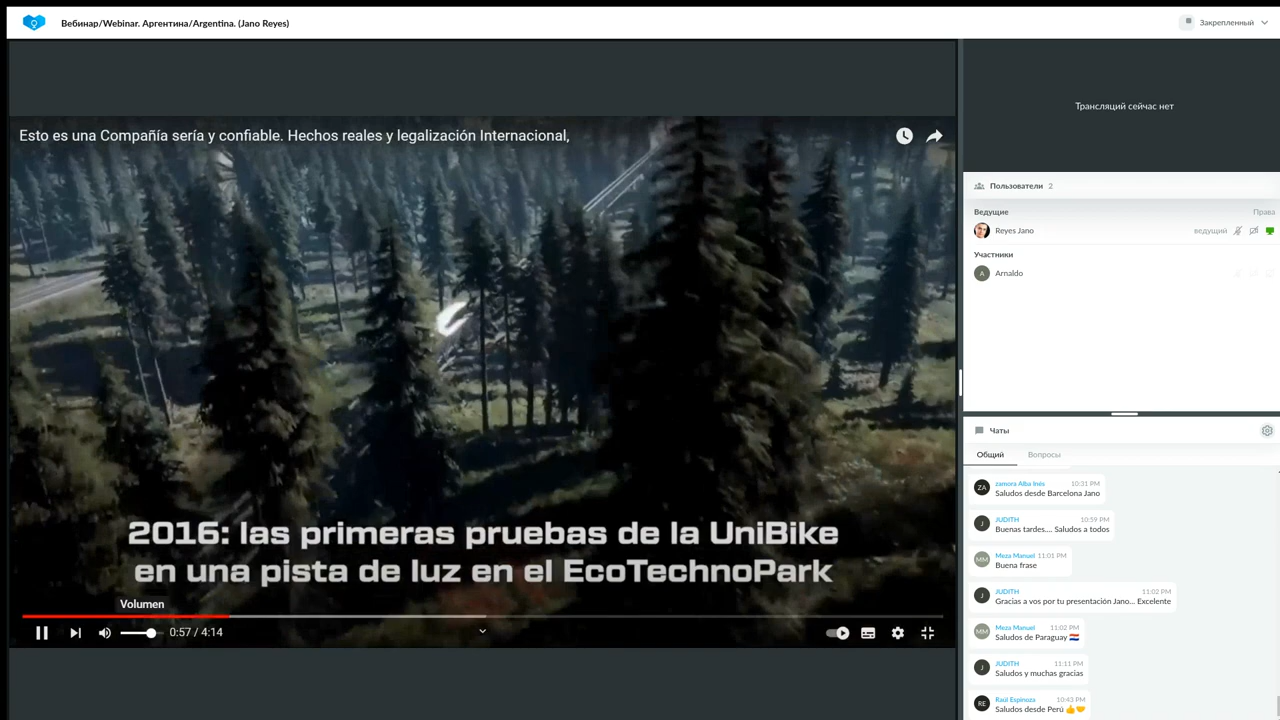 Вебинар/Webinar. Аргентина/Argentina. (Jano Reyes)
Закрепленный
Esto es una Compañía sería y confiable. Hechos reales y legalización Internacional,
2016: las primeras pruebas de la UniBike
en una pista de luz en el EcoTechnoPark
Volumen
0:57 / 4:14
Трансляций сейчас нет
Пользователи 2
Ведущие Права
Reyes Jano ведущий
Участники
A Arnaldo
Чаты
Общий Вопросы
ZA zamora Alba Inés 10:31 PM
Saludos desde Barcelona Jano
J JUDITH 10:59 PM
Buenas tardes.... Saludos a todos
MM Meza Manuel 11:01 PM
Buena frase
J JUDITH 11:02 PM
Gracias a vos por tu presentación Jano... Excelente
MM Meza Manuel 11:02 PM
Saludos de Paraguay 🇵🇾
J JUDITH 11:11 PM
Saludos y muchas gracias
RE Raúl Espinoza 10:43 PM
Saludos desde Perú 👍🤝